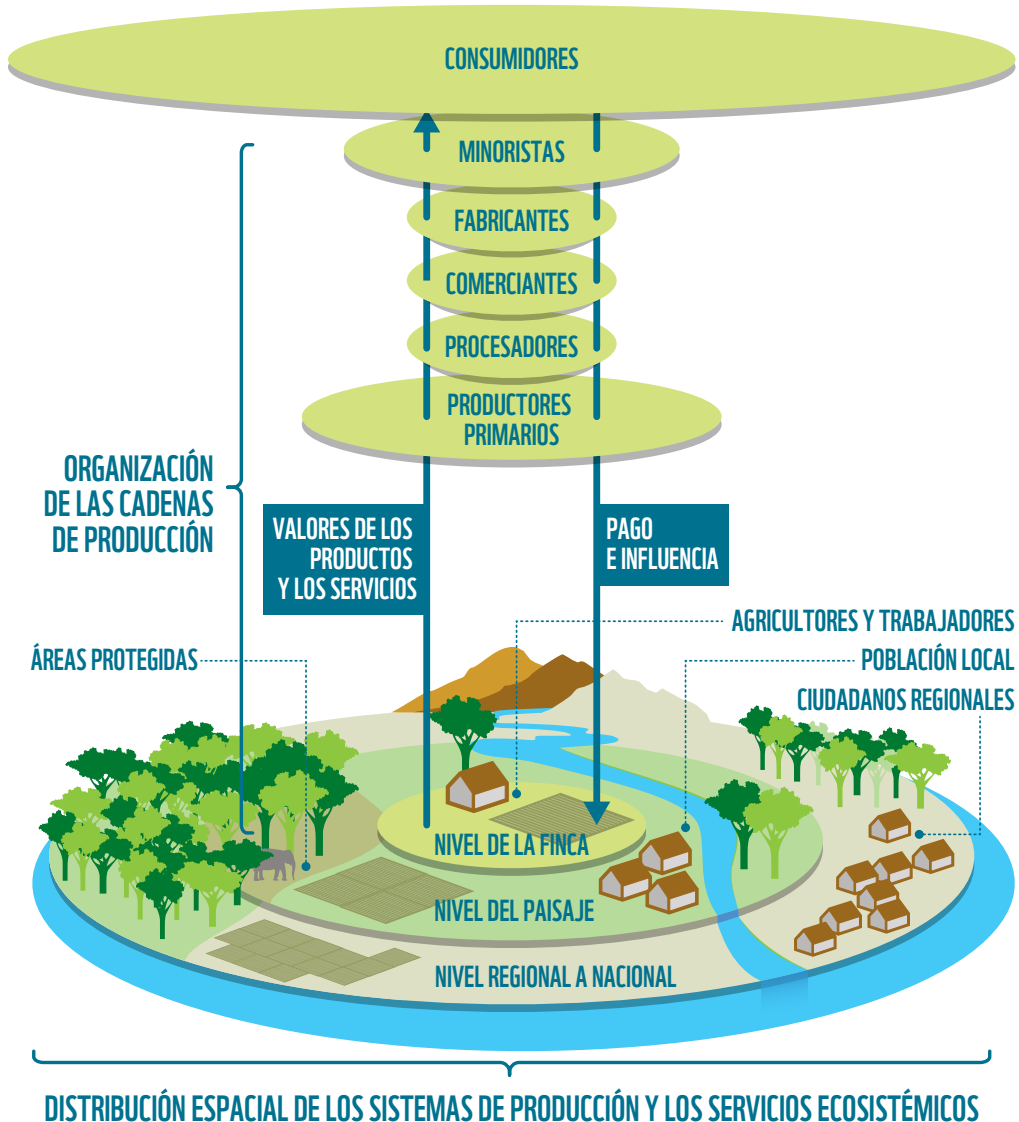 CONSUMIDORES
MINORISTAS
FABRICANTES
COMERCIANTES
PROCESADORES
PRODUCTORES
PRIMARIOS
ORGANIZACIÓN
DE LAS CADENAS
DE PRODUCCIÓN
VALORES DE LOS
PRODUCTOS
Y LOS SERVICIOS
PAGO
E INFLUENCIA
AGRICULTORES Y TRABAJADORES
ÁREAS PROTEGIDAS
POBLACIÓN LOCAL
CIUDADANOS REGIONALES
NIVEL DE LA FINCA
NIVEL DEL PAISAJE
NIVEL REGIONAL A NACIONAL
DISTRIBUCIÓN ESPACIAL DE LOS SISTEMAS DE PRODUCCIÓN Y LOS SERVICIOS ECOSISTÉMICOS